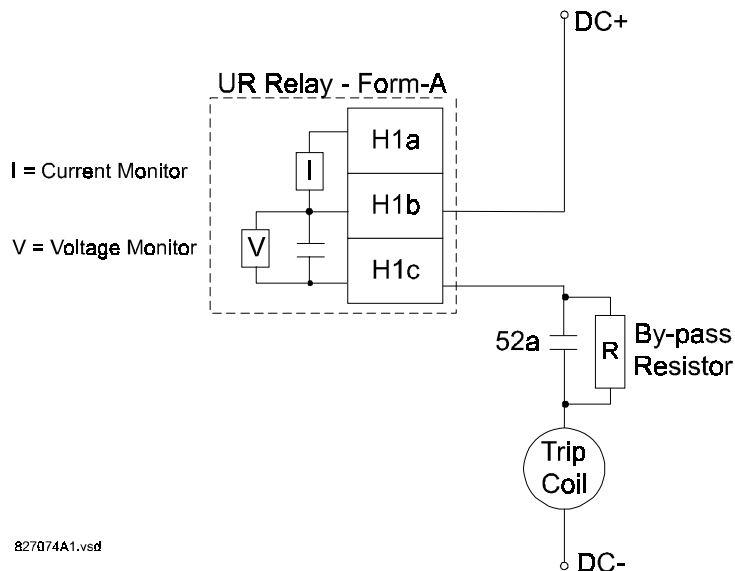 DC+
UR Relay - Form-A
H1a
I = Current Monitor
I
H1b
V = Voltage Monitor
V
H1c
52a
R
By-pass
Resistor
Trip
Coil
827074A1.vsd
DC-